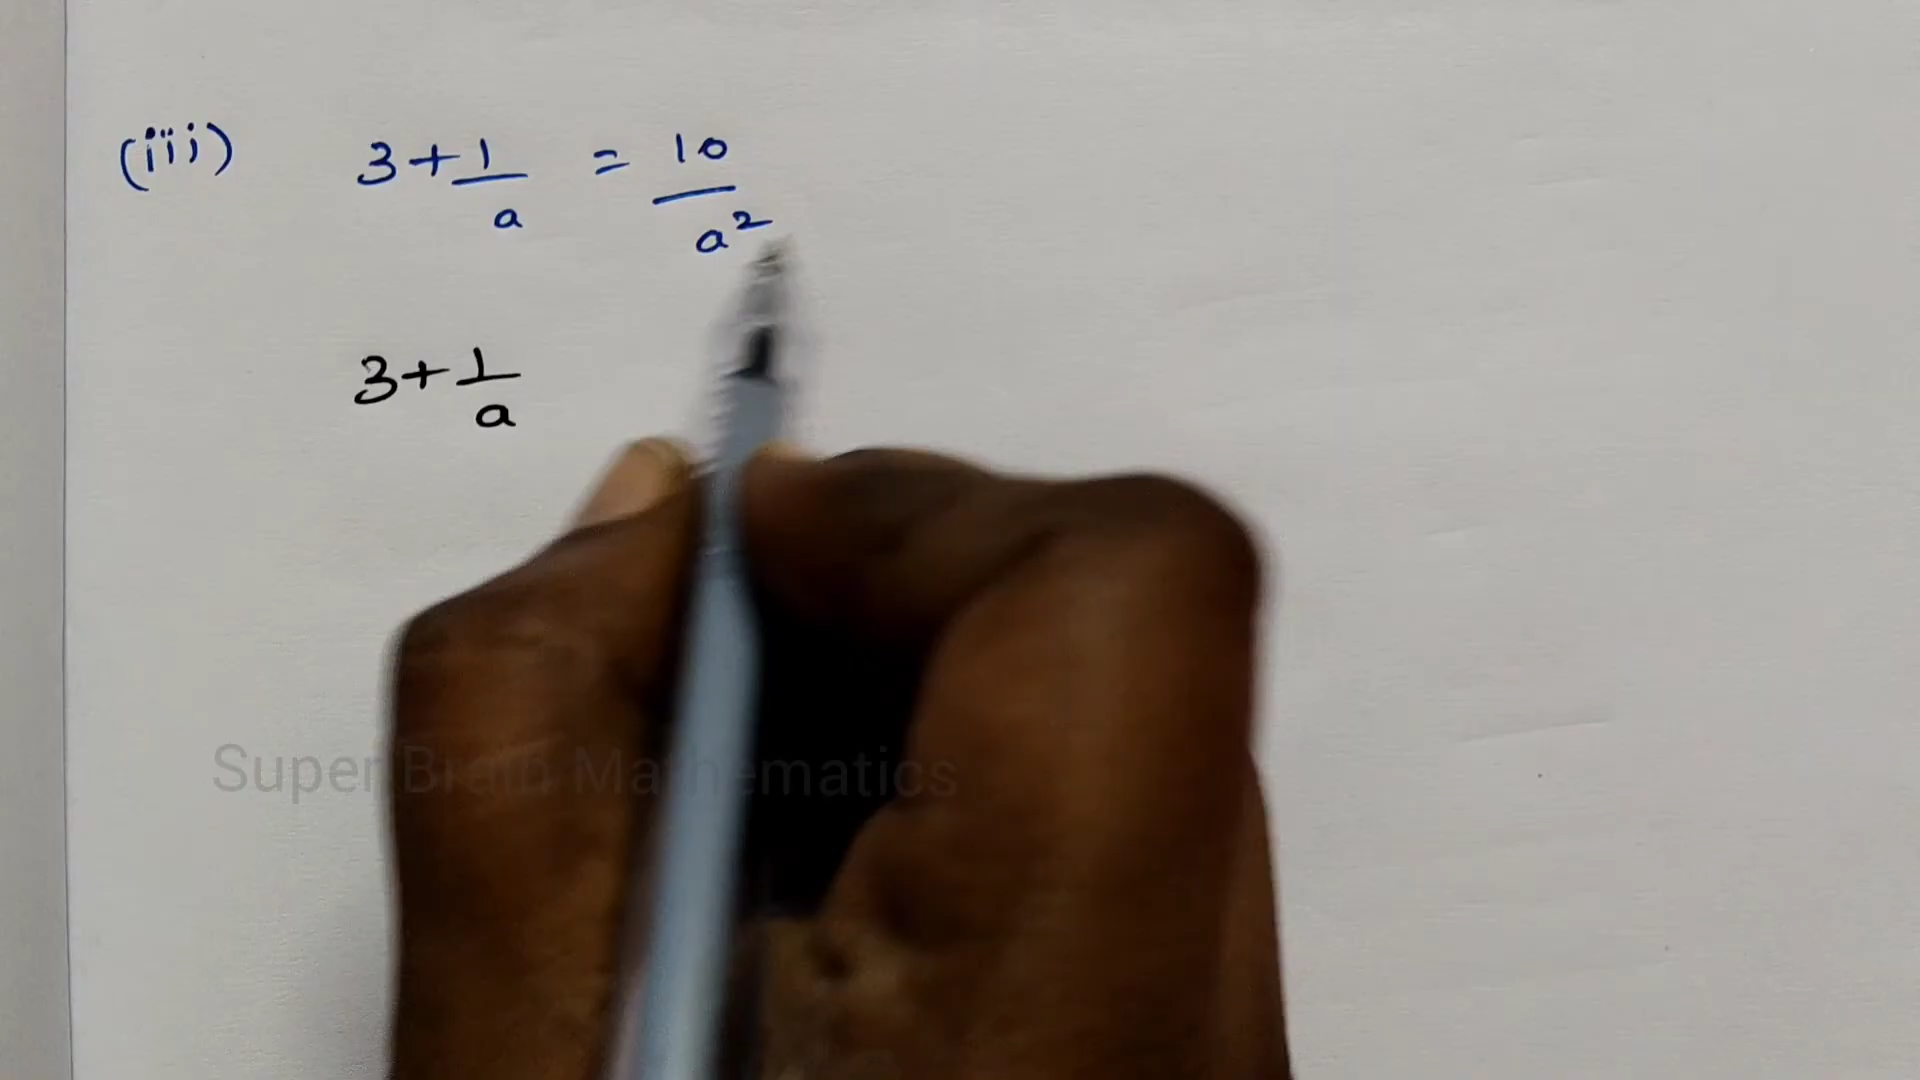 (iii) 3 + 1/a = 10/a²
3 + 1/a
Super Brain Mathematics